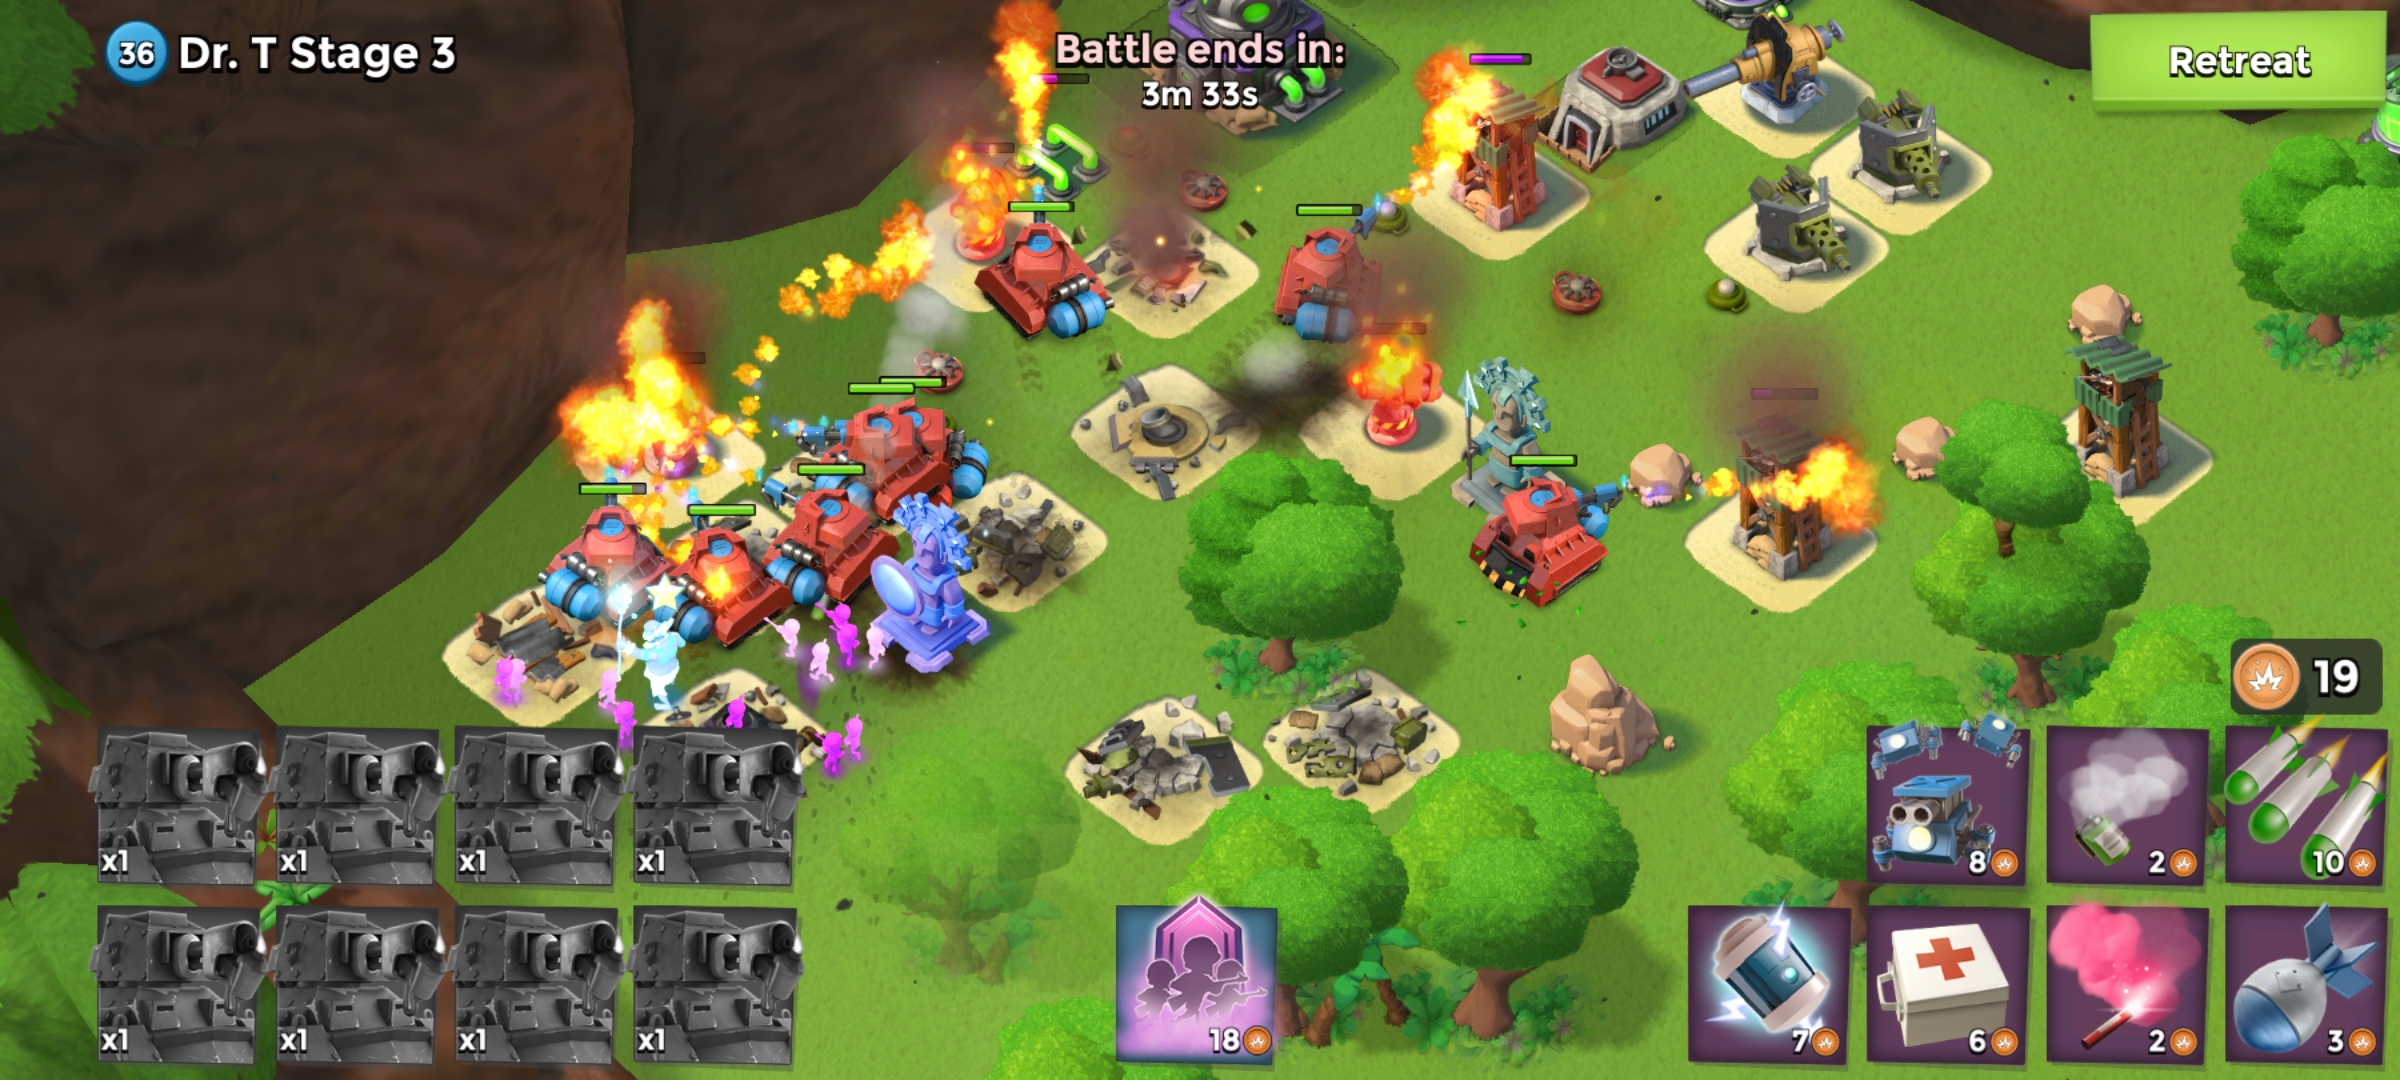 36 Dr. T Stage 3
Battle ends in:
3m 33s
Retreat
19
8
2
10
x1
x1
x1
x1
x1
x1
x1
x1
18
7
6
2
3